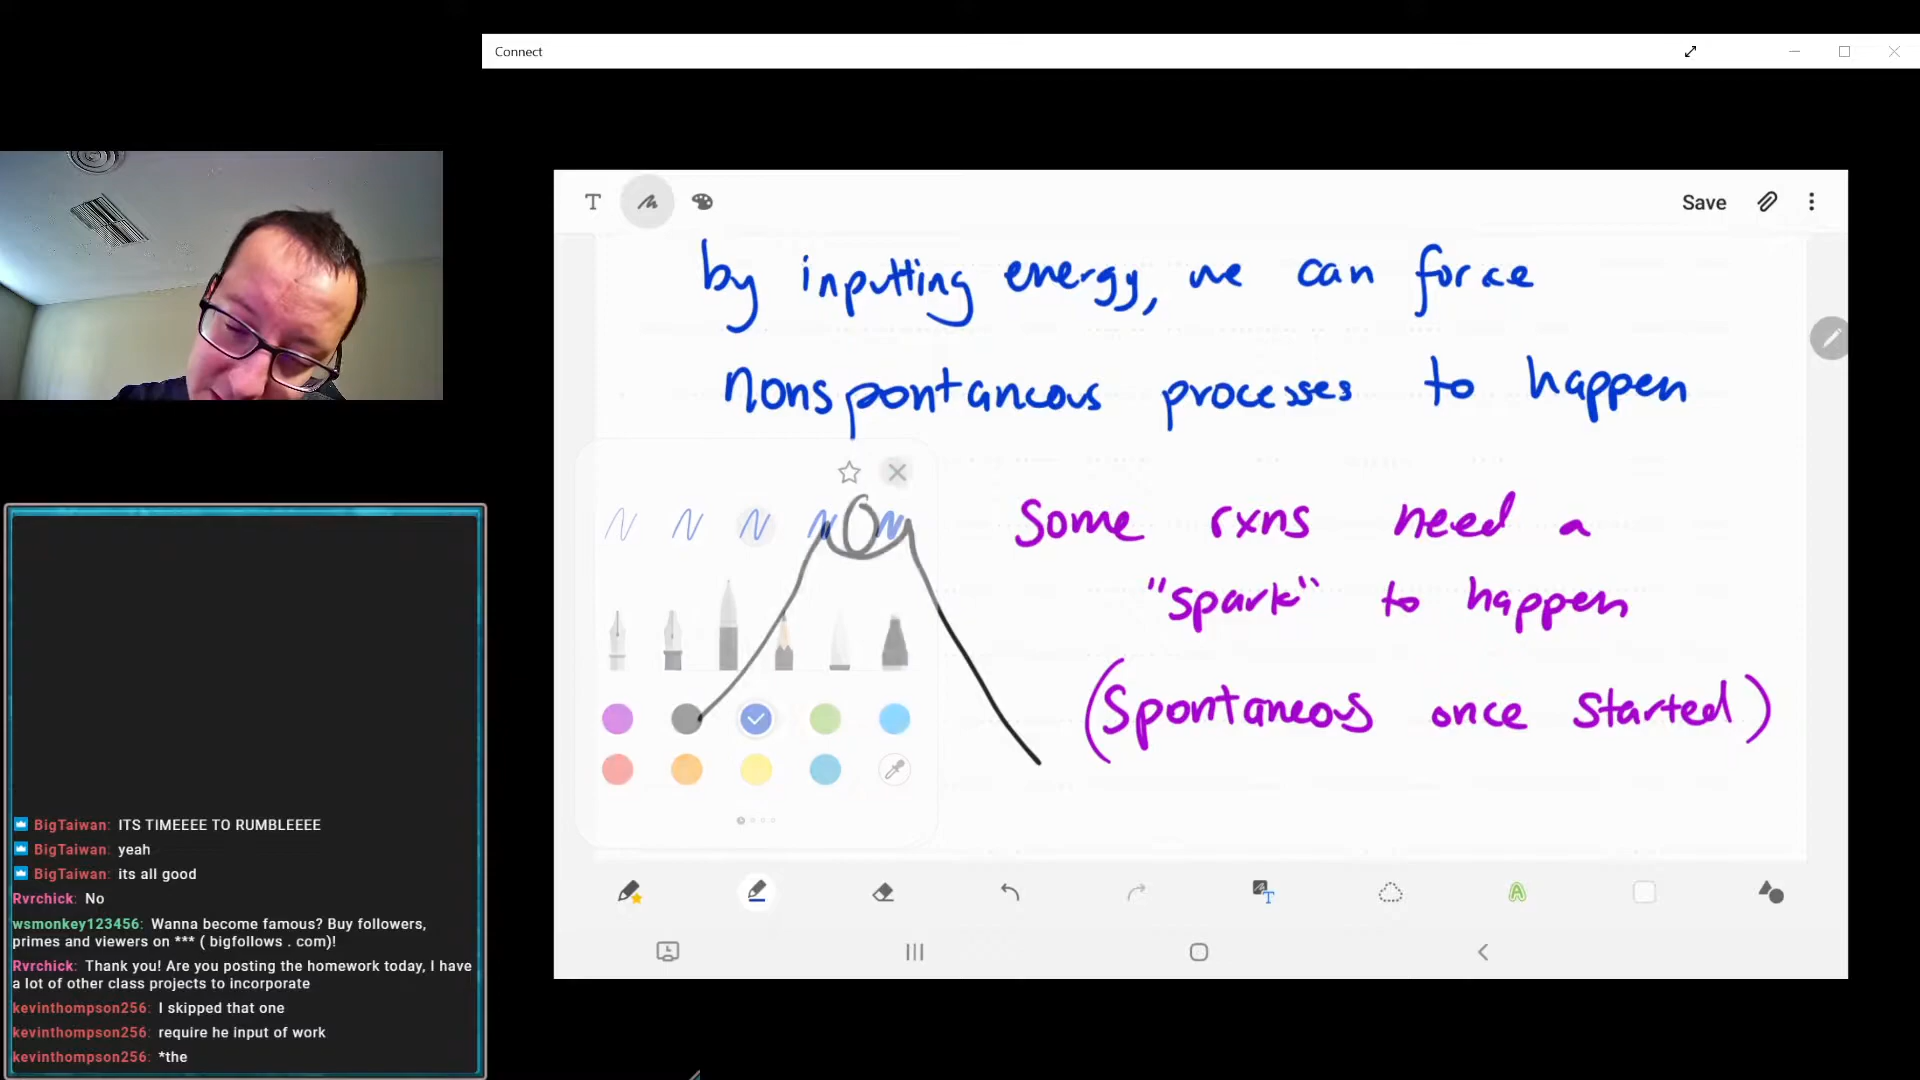 Connect
T
Save
by inputting energy, we can force
nonspontaneous processes to happen
Some rxns need a
"spark" to happen
(Spontaneous once started)
BigTaiwan: ITS TIMEEEE TO RUMBLEEEE
BigTaiwan: yeah
BigTaiwan: its all good
Rvrchick: No
wsmonkey123456: Wanna become famous? Buy followers,
primes and viewers on *** ( bigfollows . com)!
Rvrchick: Thank you! Are you posting the homework today, I have
a lot of other class projects to incorporate
kevinthompson256: I skipped that one
kevinthompson256: require he input of work
kevinthompson256: *the